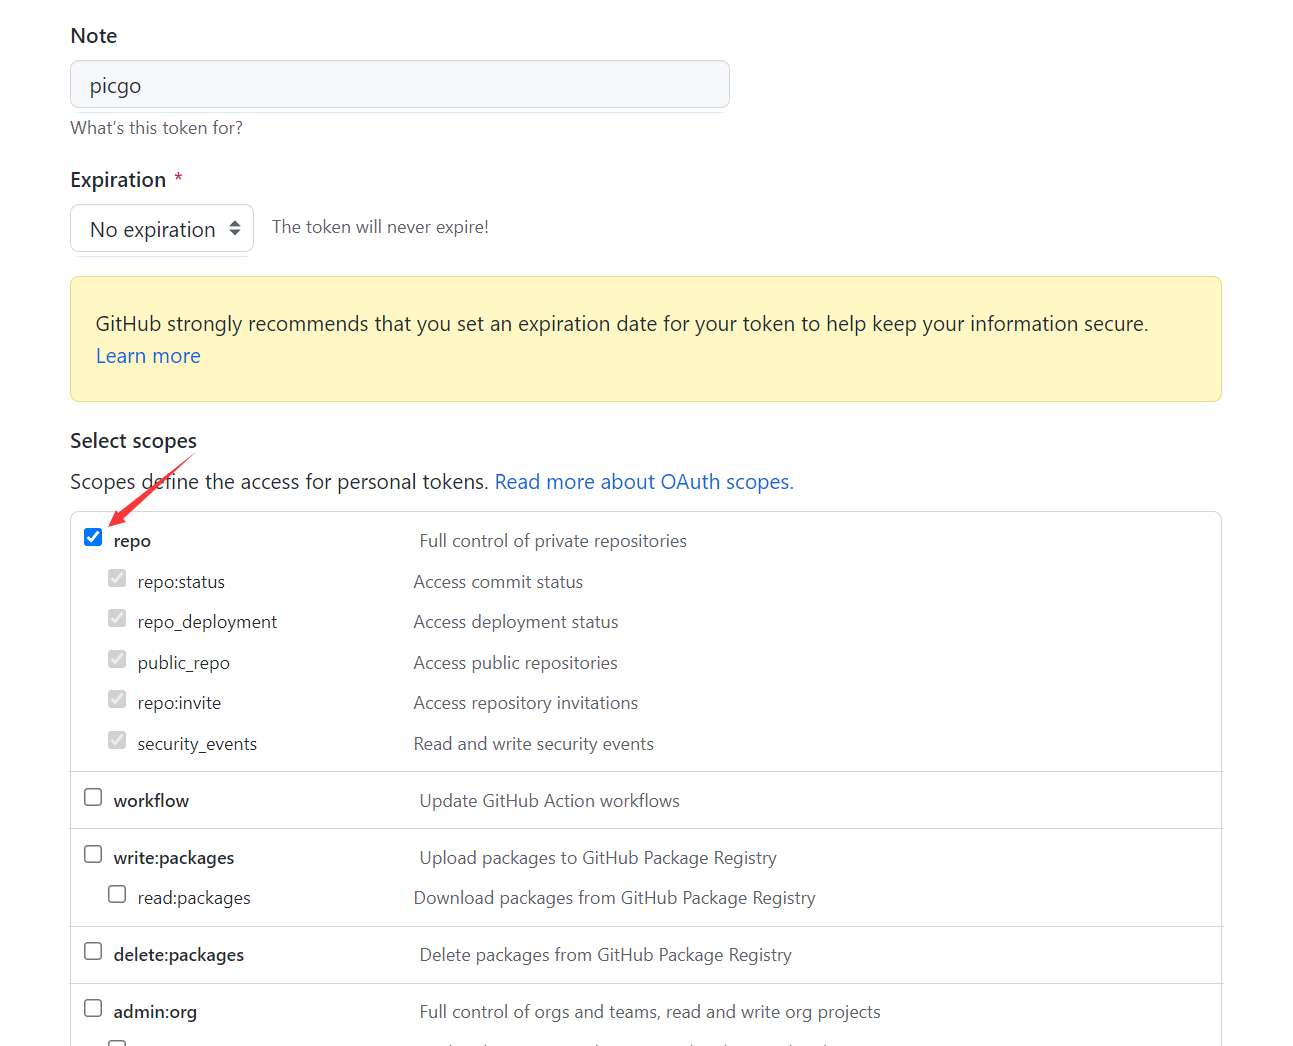 Note
picgo
What's this token for?
Expiration *
No expiration The token will never expire!
GitHub strongly recommends that you set an expiration date for your token to help keep your information secure.
Learn more
Select scopes
Scopes define the access for personal tokens. Read more about OAuth scopes.
repo Full control of private repositories
repo:status Access commit status
repo_deployment Access deployment status
public_repo Access public repositories
repo:invite Access repository invitations
security_events Read and write security events
workflow Update GitHub Action workflows
write:packages Upload packages to GitHub Package Registry
read:packages Download packages from GitHub Package Registry
delete:packages Delete packages from GitHub Package Registry
admin:org Full control of orgs and teams, read and write org projects